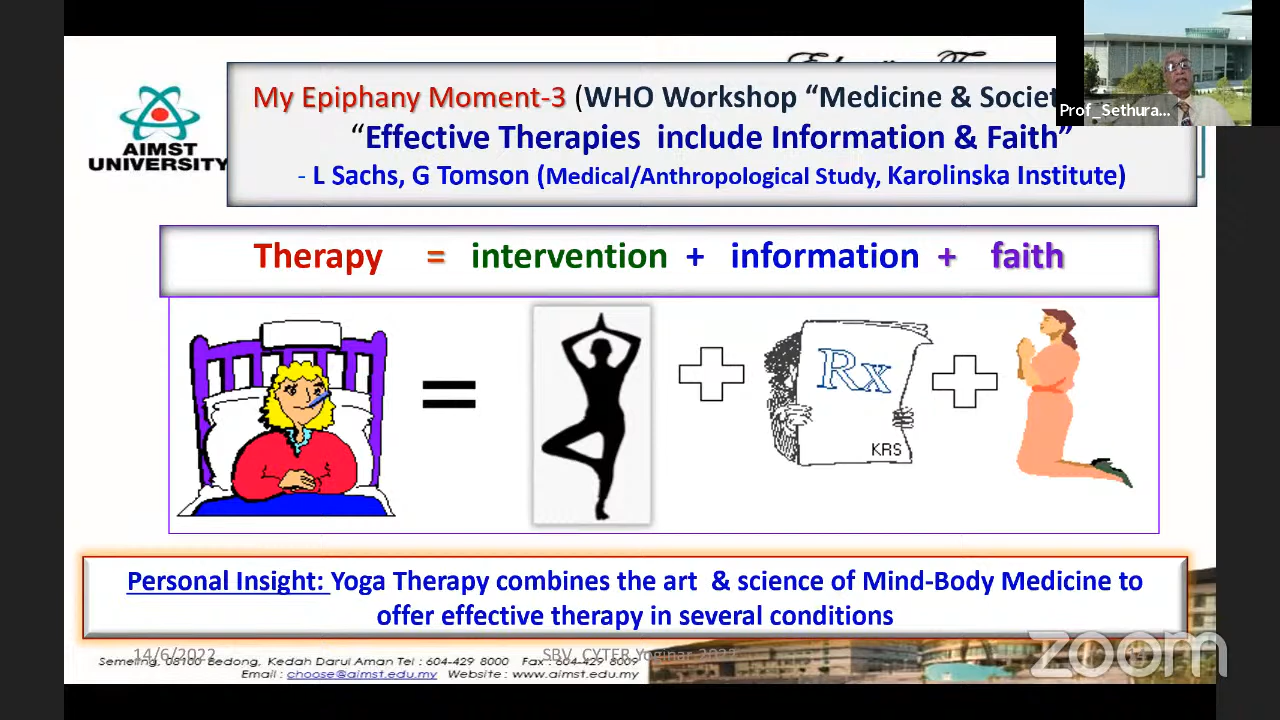 Prof_Sethura...
AIMST
UNIVERSITY
My Epiphany Moment-3 (WHO Workshop “Medicine & Societ
“Effective Therapies include Information & Faith”
- L Sachs, G Tomson (Medical/Anthropological Study, Karolinska Institute)
Therapy = intervention + information + faith
=
Rx
KRS
Personal Insight: Yoga Therapy combines the art & science of Mind-Body Medicine to
offer effective therapy in several conditions
14/6/2022
SBV, CYTER Yoginar 2022
Semeling, 08100 Bedong, Kedah Darul Aman Tel : 604-429 8000 Fax : 604-429 8009
Email : choose@aimst.edu.my Website : www.aimst.edu.my
zoom